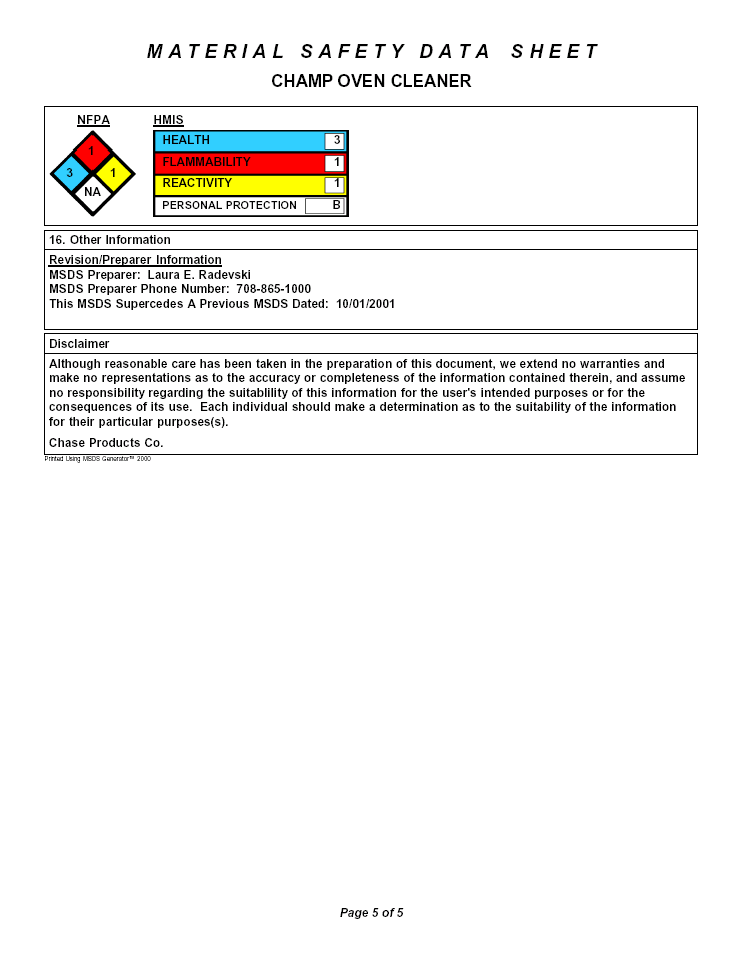 MATERIAL SAFETY DATA SHEET
CHAMP OVEN CLEANER
NFPA
1
3
1
NA
HMIS
HEALTH 3
FLAMMABILITY 1
REACTIVITY 1
PERSONAL PROTECTION B
16. Other Information
Revision/Preparer Information
MSDS Preparer: Laura E. Radevski
MSDS Preparer Phone Number: 708-865-1000
This MSDS Supercedes A Previous MSDS Dated: 10/01/2001
Disclaimer
Although reasonable care has been taken in the preparation of this document, we extend no warranties and
make no representations as to the accuracy or completeness of the information contained therein, and assume
no responsibility regarding the suitablility of this information for the user's intended purposes or for the
consequences of its use. Each individual should make a determination as to the suitability of the information
for their particular purposes(s).
Chase Products Co.
Printed Using MSDS Generator™ 2000
Page 5 of 5